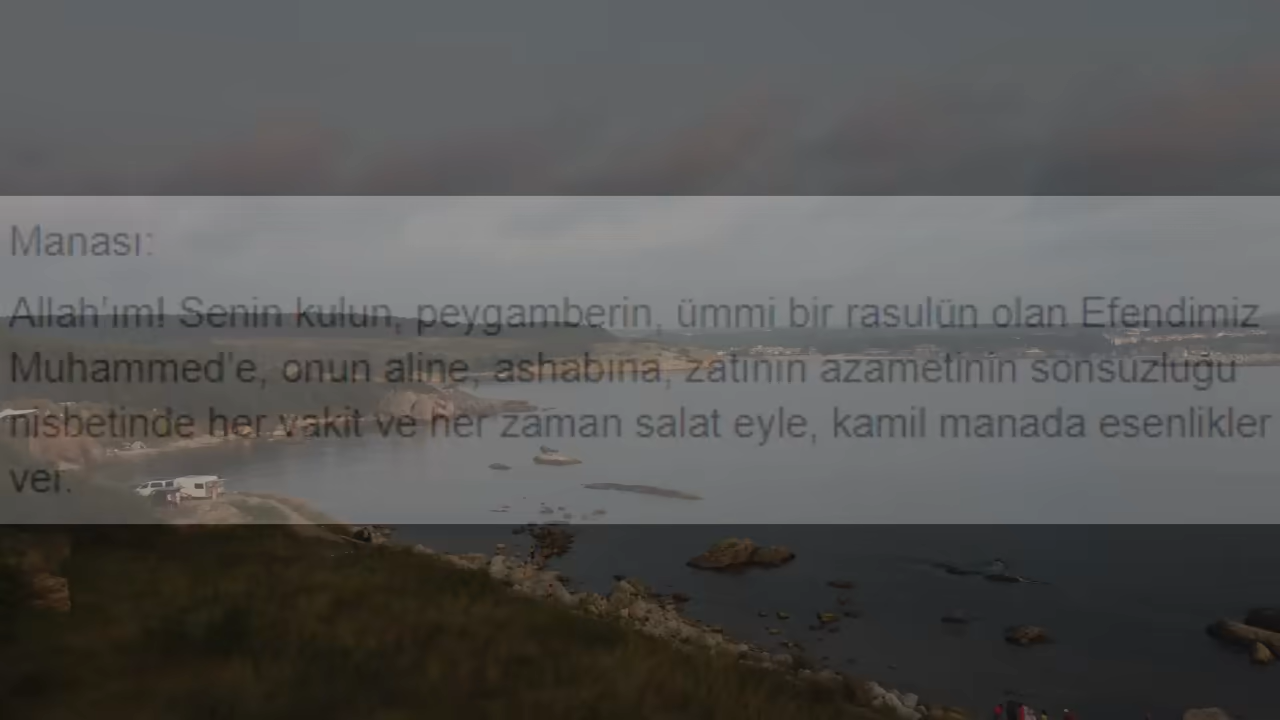 Manası:
Allah'ım! Senin kulun, peygamberin, ümmi bir rasulün olan Efendimiz
Muhammed'e, onun aline, ashabına, zatının azametinin sonsuzluğu
nisbetinde her vakit ve her zaman salat eyle, kamil manada esenlikler
ver.